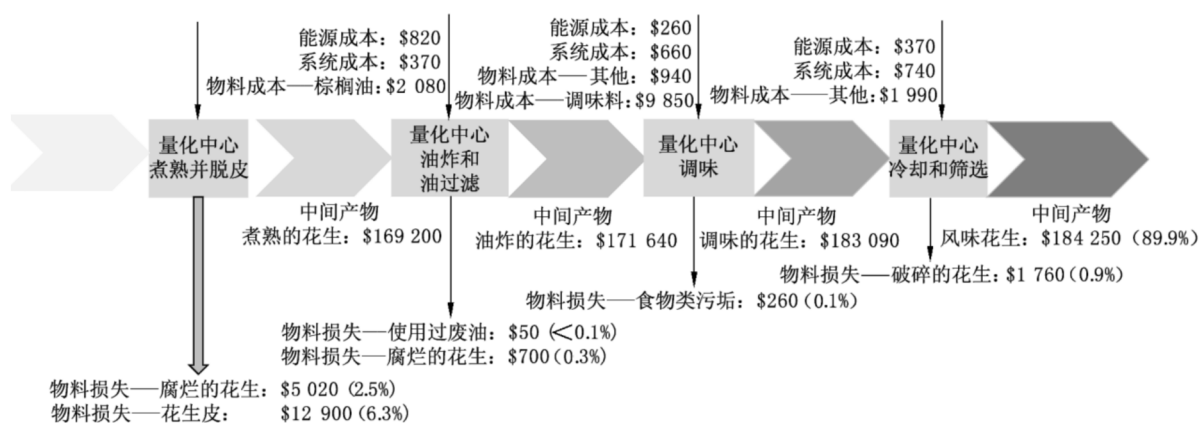 能源成本：$820
系统成本：$370
物料成本——棕榈油：$2 080
能源成本：$260
系统成本：$660
物料成本——其他：$940
物料成本——调味料：$9 850
能源成本：$370
系统成本：$740
物料成本——其他：$1 990
量化中心
煮熟并脱皮
量化中心
油炸和
油过滤
量化中心
调味
量化中心
冷却和筛选
中间产物
煮熟的花生：$169 200
中间产物
油炸的花生：$171 640
中间产物
调味的花生：$183 090
中间产物
风味花生：$184 250（89.9%）
物料损失——破碎的花生：$1 760（0.9%）
物料损失——食物类污垢：$260（0.1%）
物料损失——使用过废油：$50（<0.1%）
物料损失——腐烂的花生：$700（0.3%）
物料损失——腐烂的花生：$5 020（2.5%）
物料损失——花生皮：$12 900（6.3%）